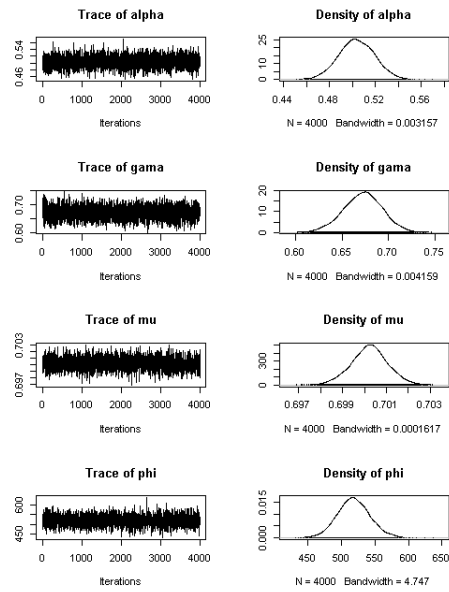 Trace of alpha
Density of alpha
0.46 0.54
0 1000 2000 3000 4000
Iterations
0 10 25
0.44 0.48 0.52 0.56
N = 4000 Bandwidth = 0.003157
Trace of gama
Density of gama
0.60 0.70
0 1000 2000 3000 4000
Iterations
0 10 20
0.60 0.65 0.70 0.75
N = 4000 Bandwidth = 0.004159
Trace of mu
Density of mu
0.697 0.703
0 1000 2000 3000 4000
Iterations
0 300
0.697 0.699 0.701 0.703
N = 4000 Bandwidth = 0.0001617
Trace of phi
Density of phi
450 600
0 1000 2000 3000 4000
Iterations
0.000 0.015
450 500 550 600 650
N = 4000 Bandwidth = 4.747